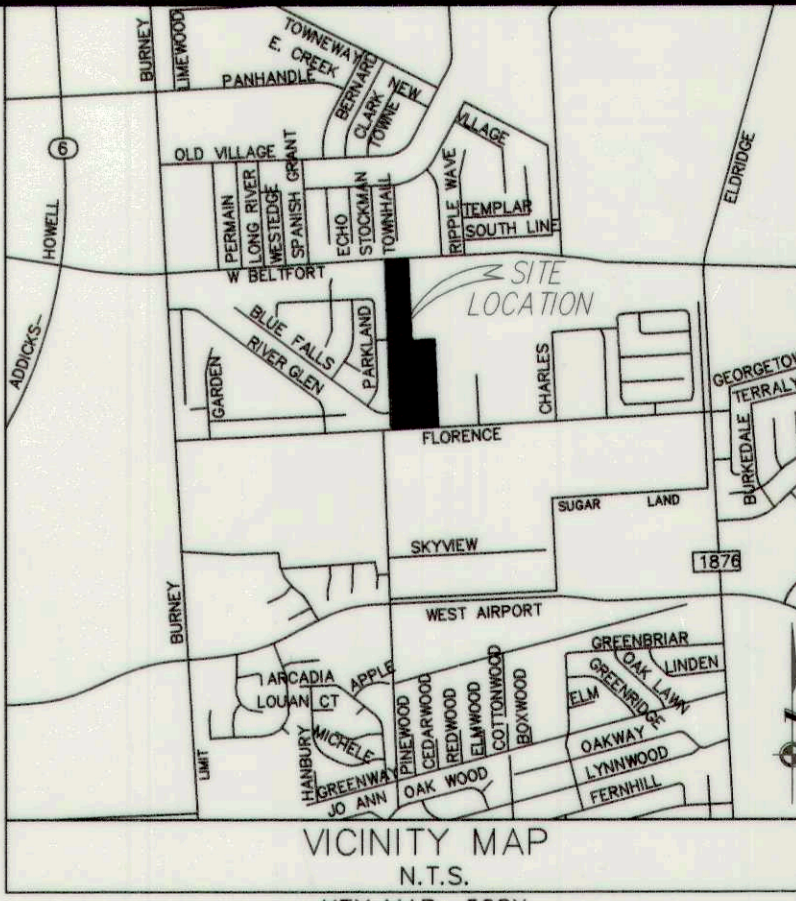 TOWNEWAY
E. CREEK
BURNEY
LIMEWOOD
PANHANDLE
BERNARD
CLARK
TOWNE
NEW
VILLAGE
6
OLD VILLAGE
ELDRIDGE
HOWELL
PERMAIN
LONG RIVER
WESTEDGE
SPANISH GRANT
ECHO
STOCKMAN
TOWNHALL
RIPPLE WAVE
TEMPLAR
SOUTH LINE
W BELTFORT
SITE
LOCATION
ADDICKS-
BLUE FALLS
RIVER GLEN
PARKLAND
GARDEN
CHARLES
TERRALY
BURKEDALE
FLORENCE
SUGAR LAND
SKYVIEW
1876
BURNEY
WEST AIRPORT
GREENBRIAR
OAK LAWN
LINDEN
ARCADIA
APPLE
LOUAN CT
PINEWOOD
CEDARWOOD
REDWOOD
ELMWOOD
COTTONWOOD
BOXWOOD
ELM
GREENRIDGE
MICHELE
HANBURY
LIMIT
GREENWAY
JO ANN
OAK WOOD
OAKWAY
LYNNWOOD
FERNHILL
VICINITY MAP
N.T.S.